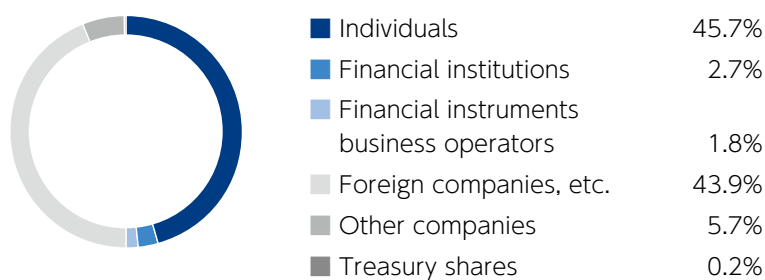 Individuals 45.7%
Financial institutions 2.7%
Financial instruments
business operators 1.8%
Foreign companies, etc. 43.9%
Other companies 5.7%
Treasury shares 0.2%